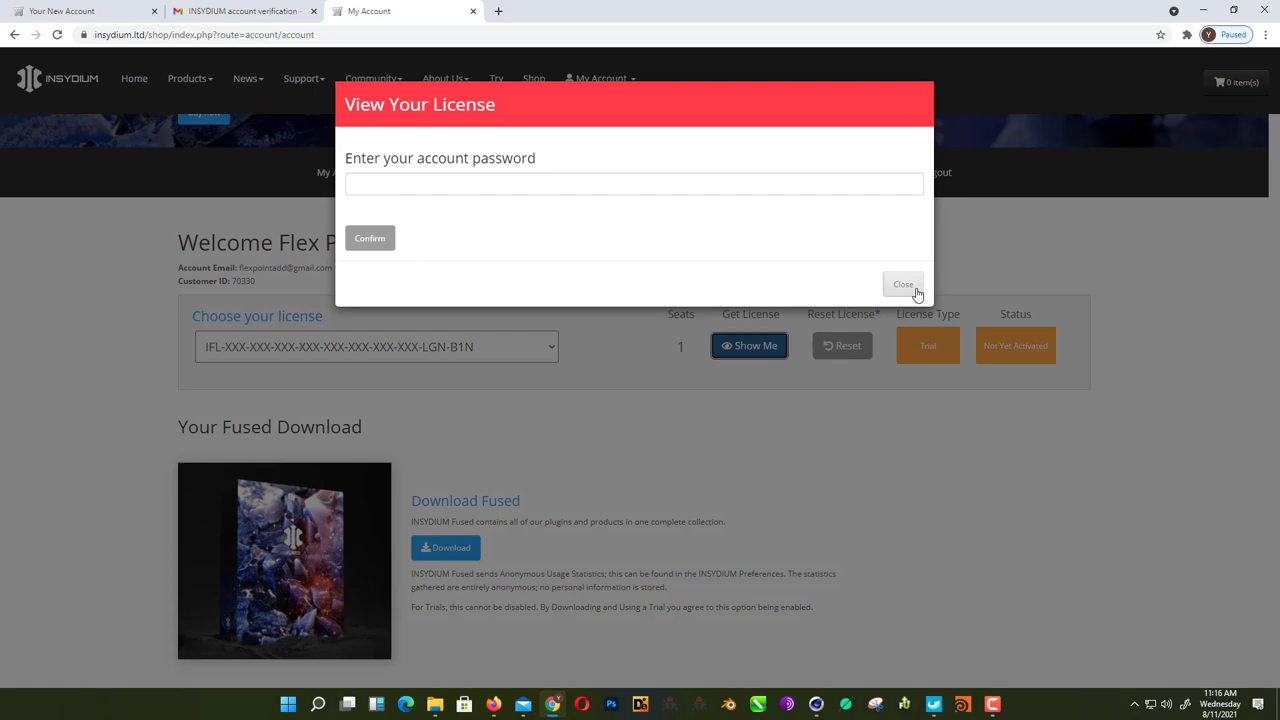 Your New Account
INSYDIUM account verification -
My Account
insydium.ltd/shop/index.php?route=account/account
Y
Paused
INSYDIUM
Home
Products
News
Support
Community
About Us
Try
Shop
My Account
0 item(s)
Buy now
My A
gout
View Your License
Enter your account password
Confirm
Close
Welcome Flex P
Account Email: flexpointadd@gmail.com
Customer ID: 70330
Choose your license
Seats
Get License
Reset License*
License Type
Status
IFL-XXX-XXX-XXX-XXX-XXX-XXX-XXX-LGN-B1N
1
Show Me
Reset
Trial
Not Yet Activated
Your Fused Download
Download Fused
INSYDIUM Fused contains all of our plugins and products in one complete collection.
Download
INSYDIUM Fused sends Anonymous Usage Statistics; this can be found in the INSYDIUM Preferences. The statistics
gathered are entirely anonymous; no personal information is stored.
For Trials, this cannot be disabled. By Downloading and Using a Trial you agree to this option being enabled.
11:16 AM
Wednesday
8/11/2021